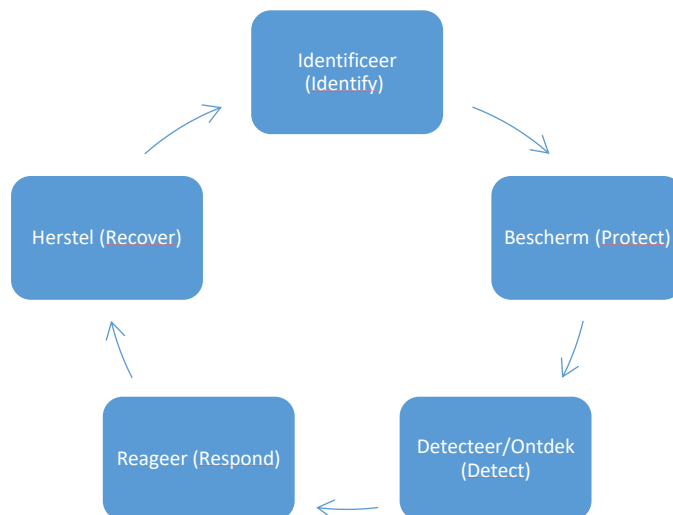 Identificeer
(Identify)
Bescherm (Protect)
Detecteer/Ontdek
(Detect)
Reageer (Respond)
Herstel (Recover)